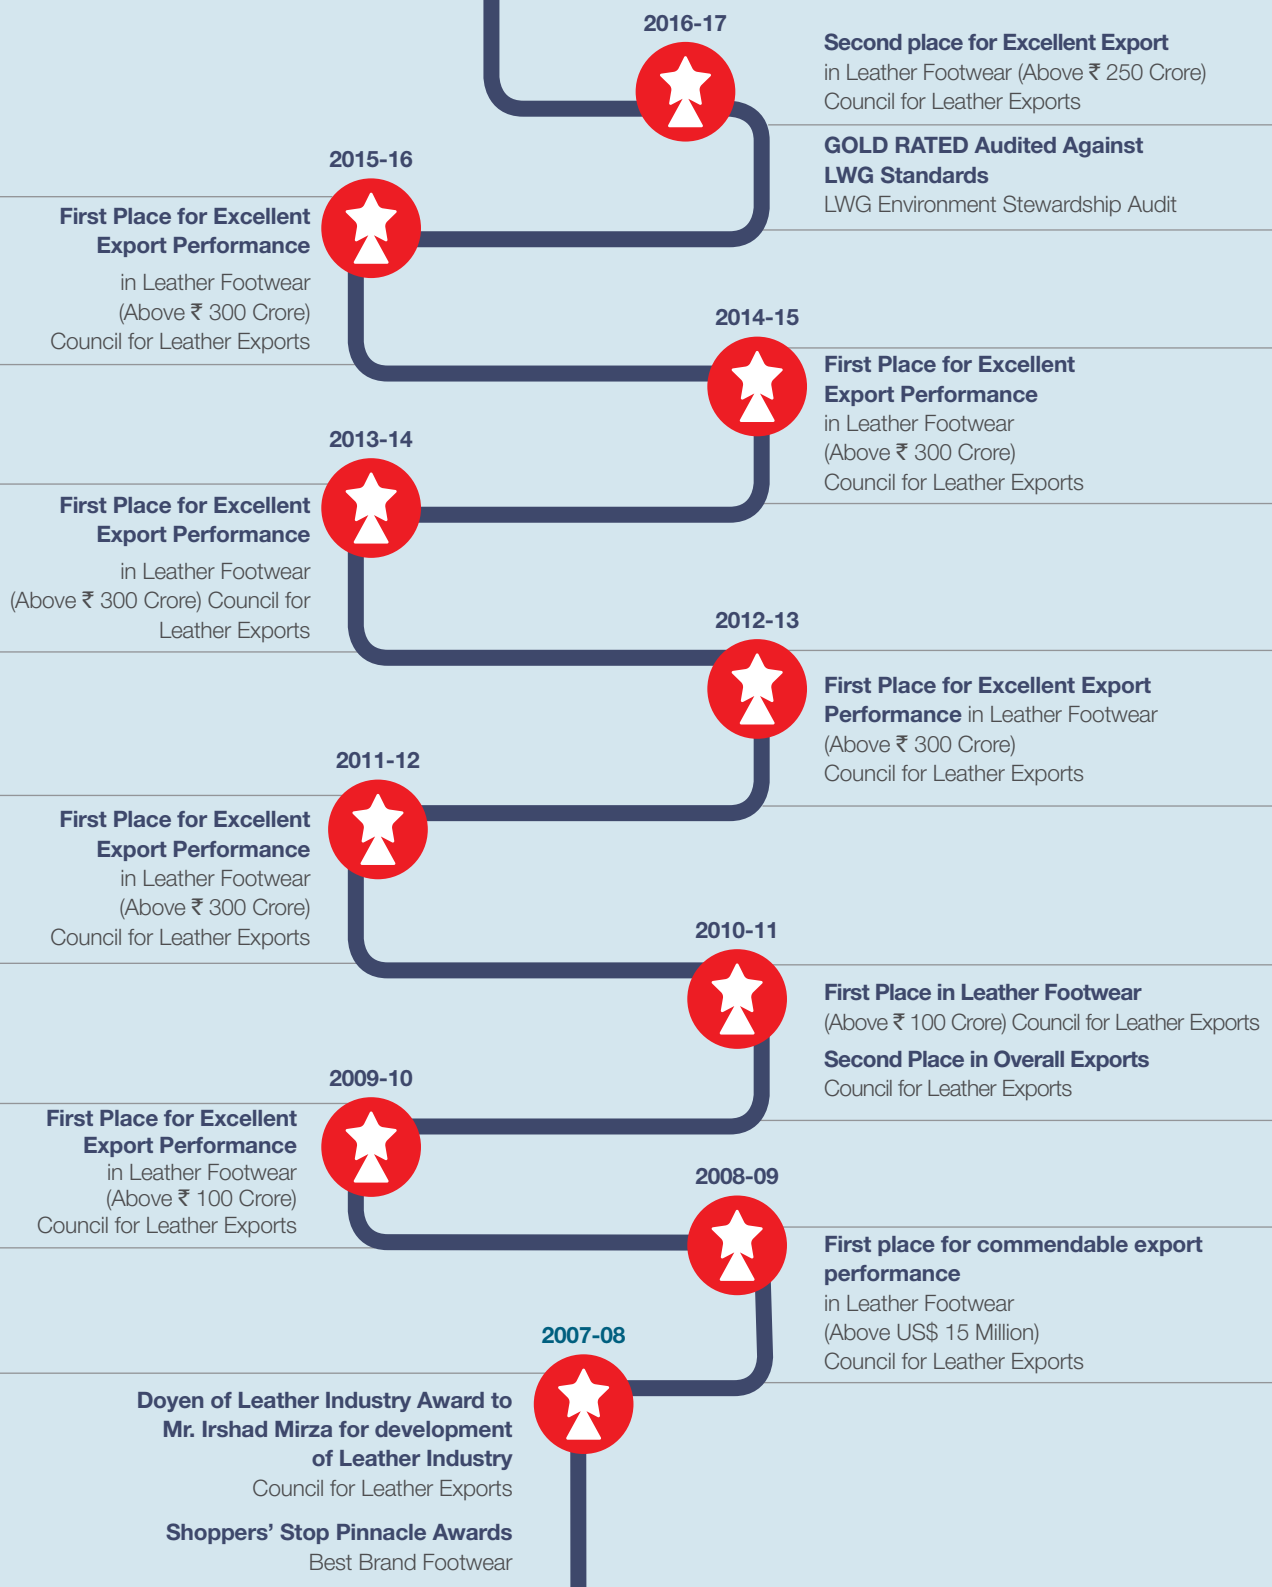 2016-17
Second place for Excellent Export
in Leather Footwear (Above ₹ 250 Crore)
Council for Leather Exports
GOLD RATED Audited Against
LWG Standards
LWG Environment Stewardship Audit
2015-16
First Place for Excellent
Export Performance
in Leather Footwear
(Above ₹ 300 Crore)
Council for Leather Exports
2014-15
First Place for Excellent
Export Performance
in Leather Footwear
(Above ₹ 300 Crore)
Council for Leather Exports
2013-14
First Place for Excellent
Export Performance
in Leather Footwear
(Above ₹ 300 Crore) Council for
Leather Exports
2012-13
First Place for Excellent Export
Performance in Leather Footwear
(Above ₹ 300 Crore)
Council for Leather Exports
2011-12
First Place for Excellent
Export Performance
in Leather Footwear
(Above ₹ 300 Crore)
Council for Leather Exports
2010-11
First Place in Leather Footwear
(Above ₹ 100 Crore) Council for Leather Exports
Second Place in Overall Exports
Council for Leather Exports
2009-10
First Place for Excellent
Export Performance
in Leather Footwear
(Above ₹ 100 Crore)
Council for Leather Exports
2008-09
First place for commendable export
performance
in Leather Footwear
(Above US$ 15 Million)
Council for Leather Exports
2007-08
Doyen of Leather Industry Award to
Mr. Irshad Mirza for development
of Leather Industry
Council for Leather Exports
Shoppers’ Stop Pinnacle Awards
Best Brand Footwear